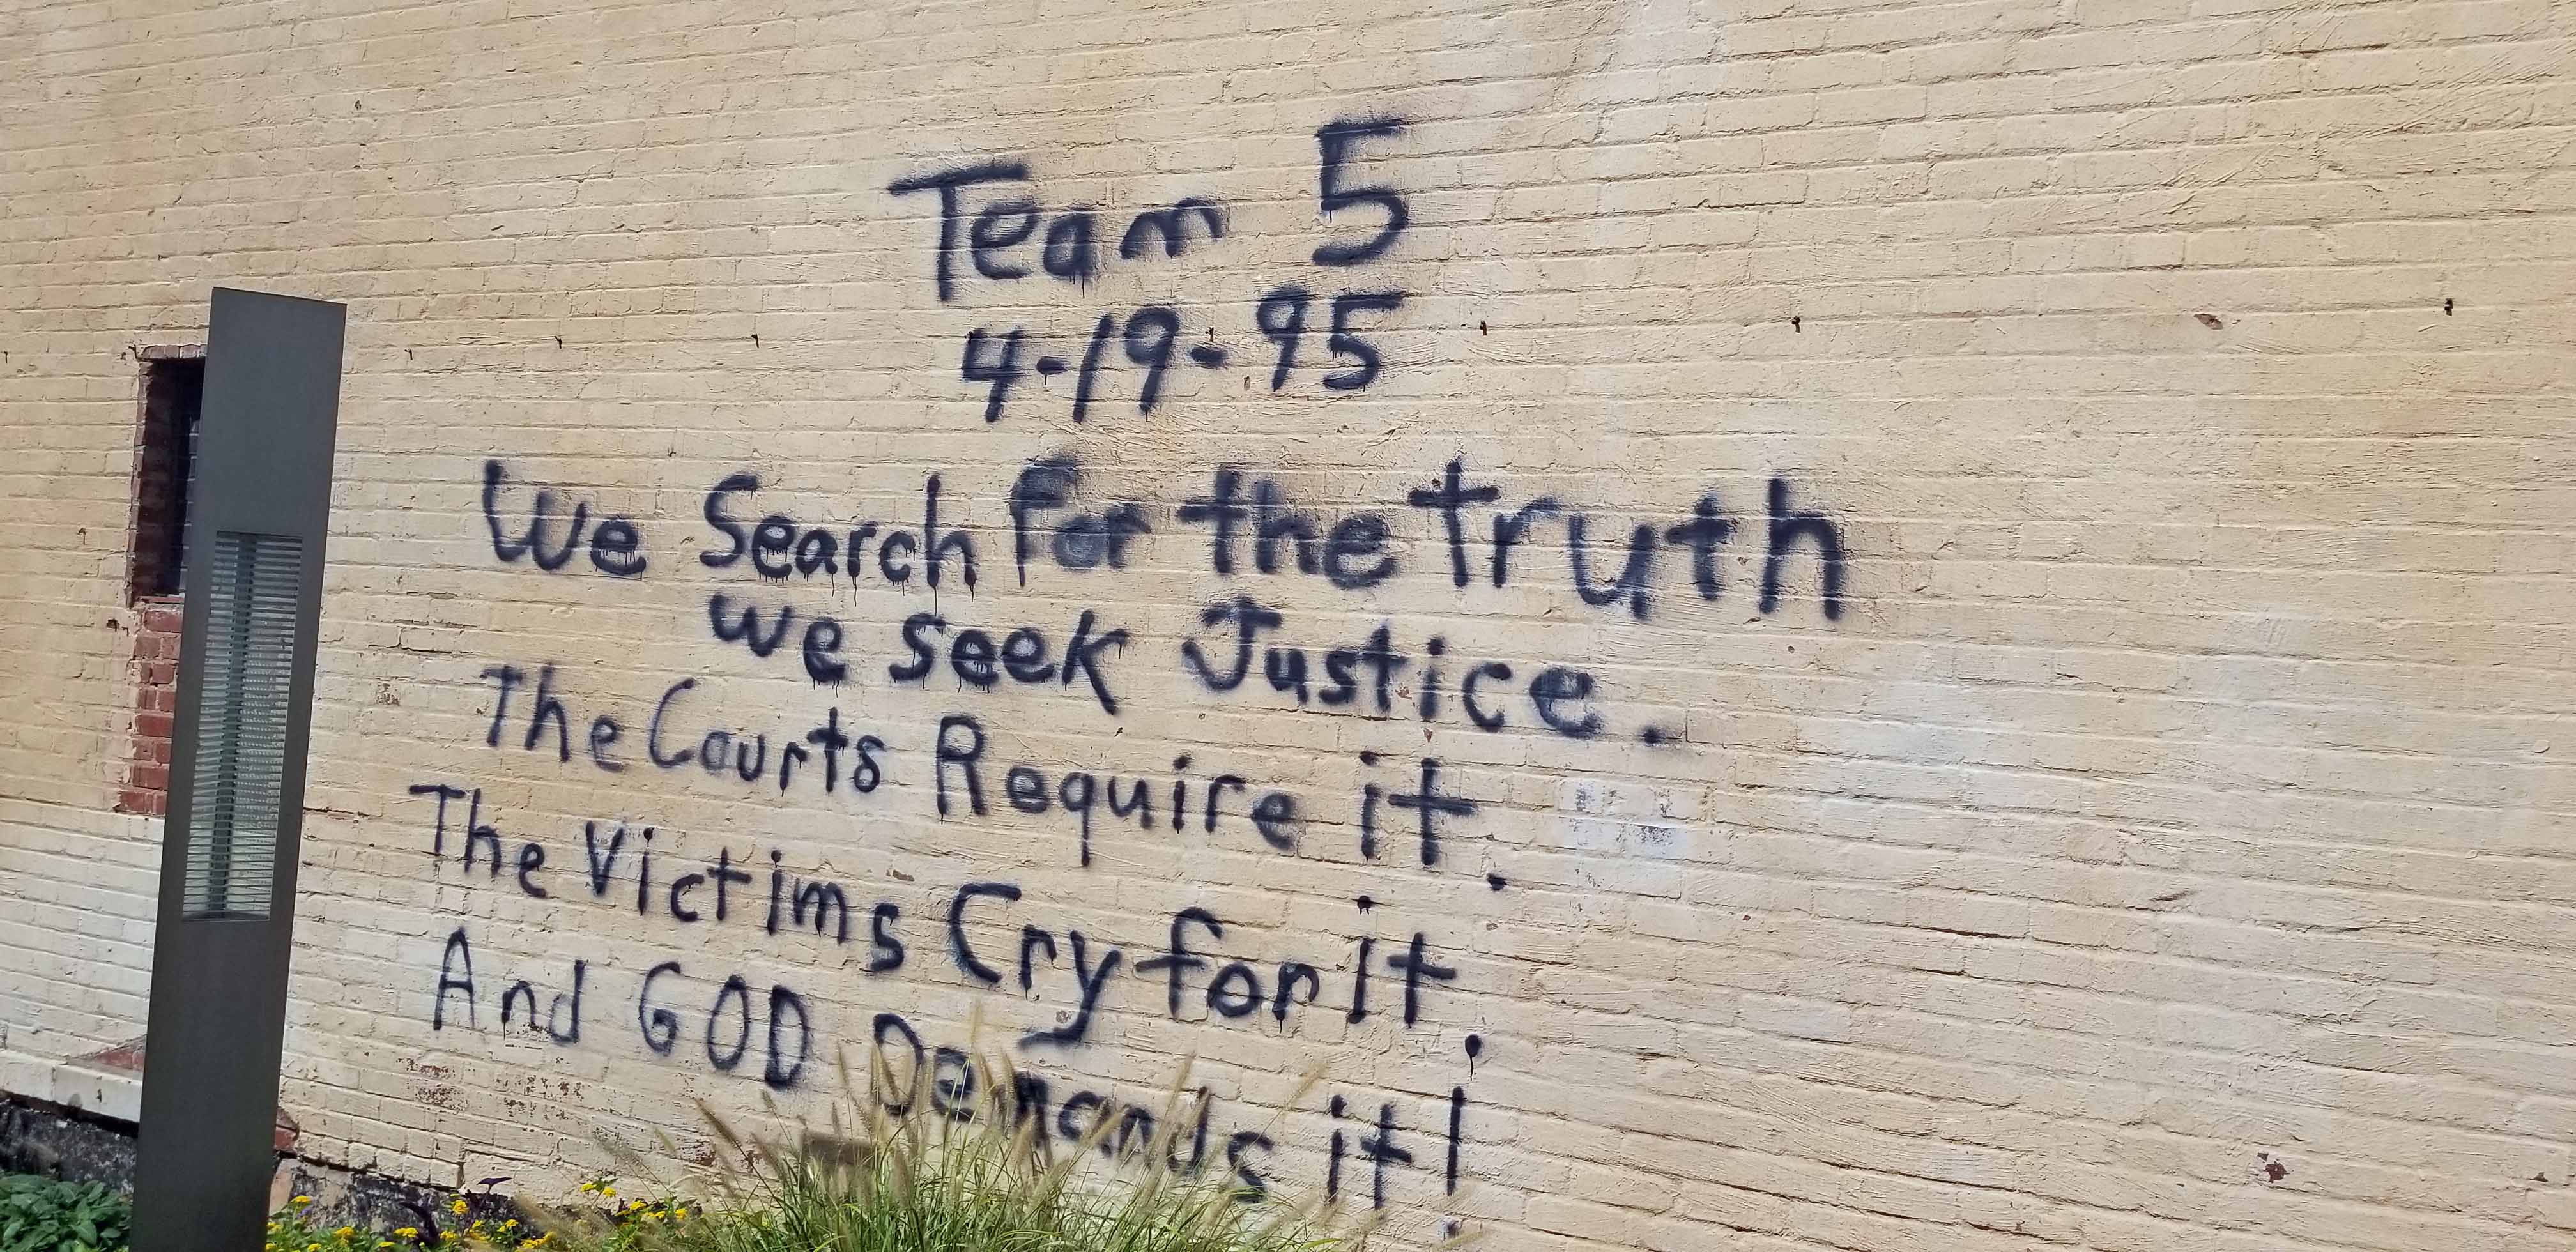 Team 5
4-19-95
We Search for the truth
we seek Justice.
The Courts Require it.
The Victims Cry for it.
And GOD Demands it!